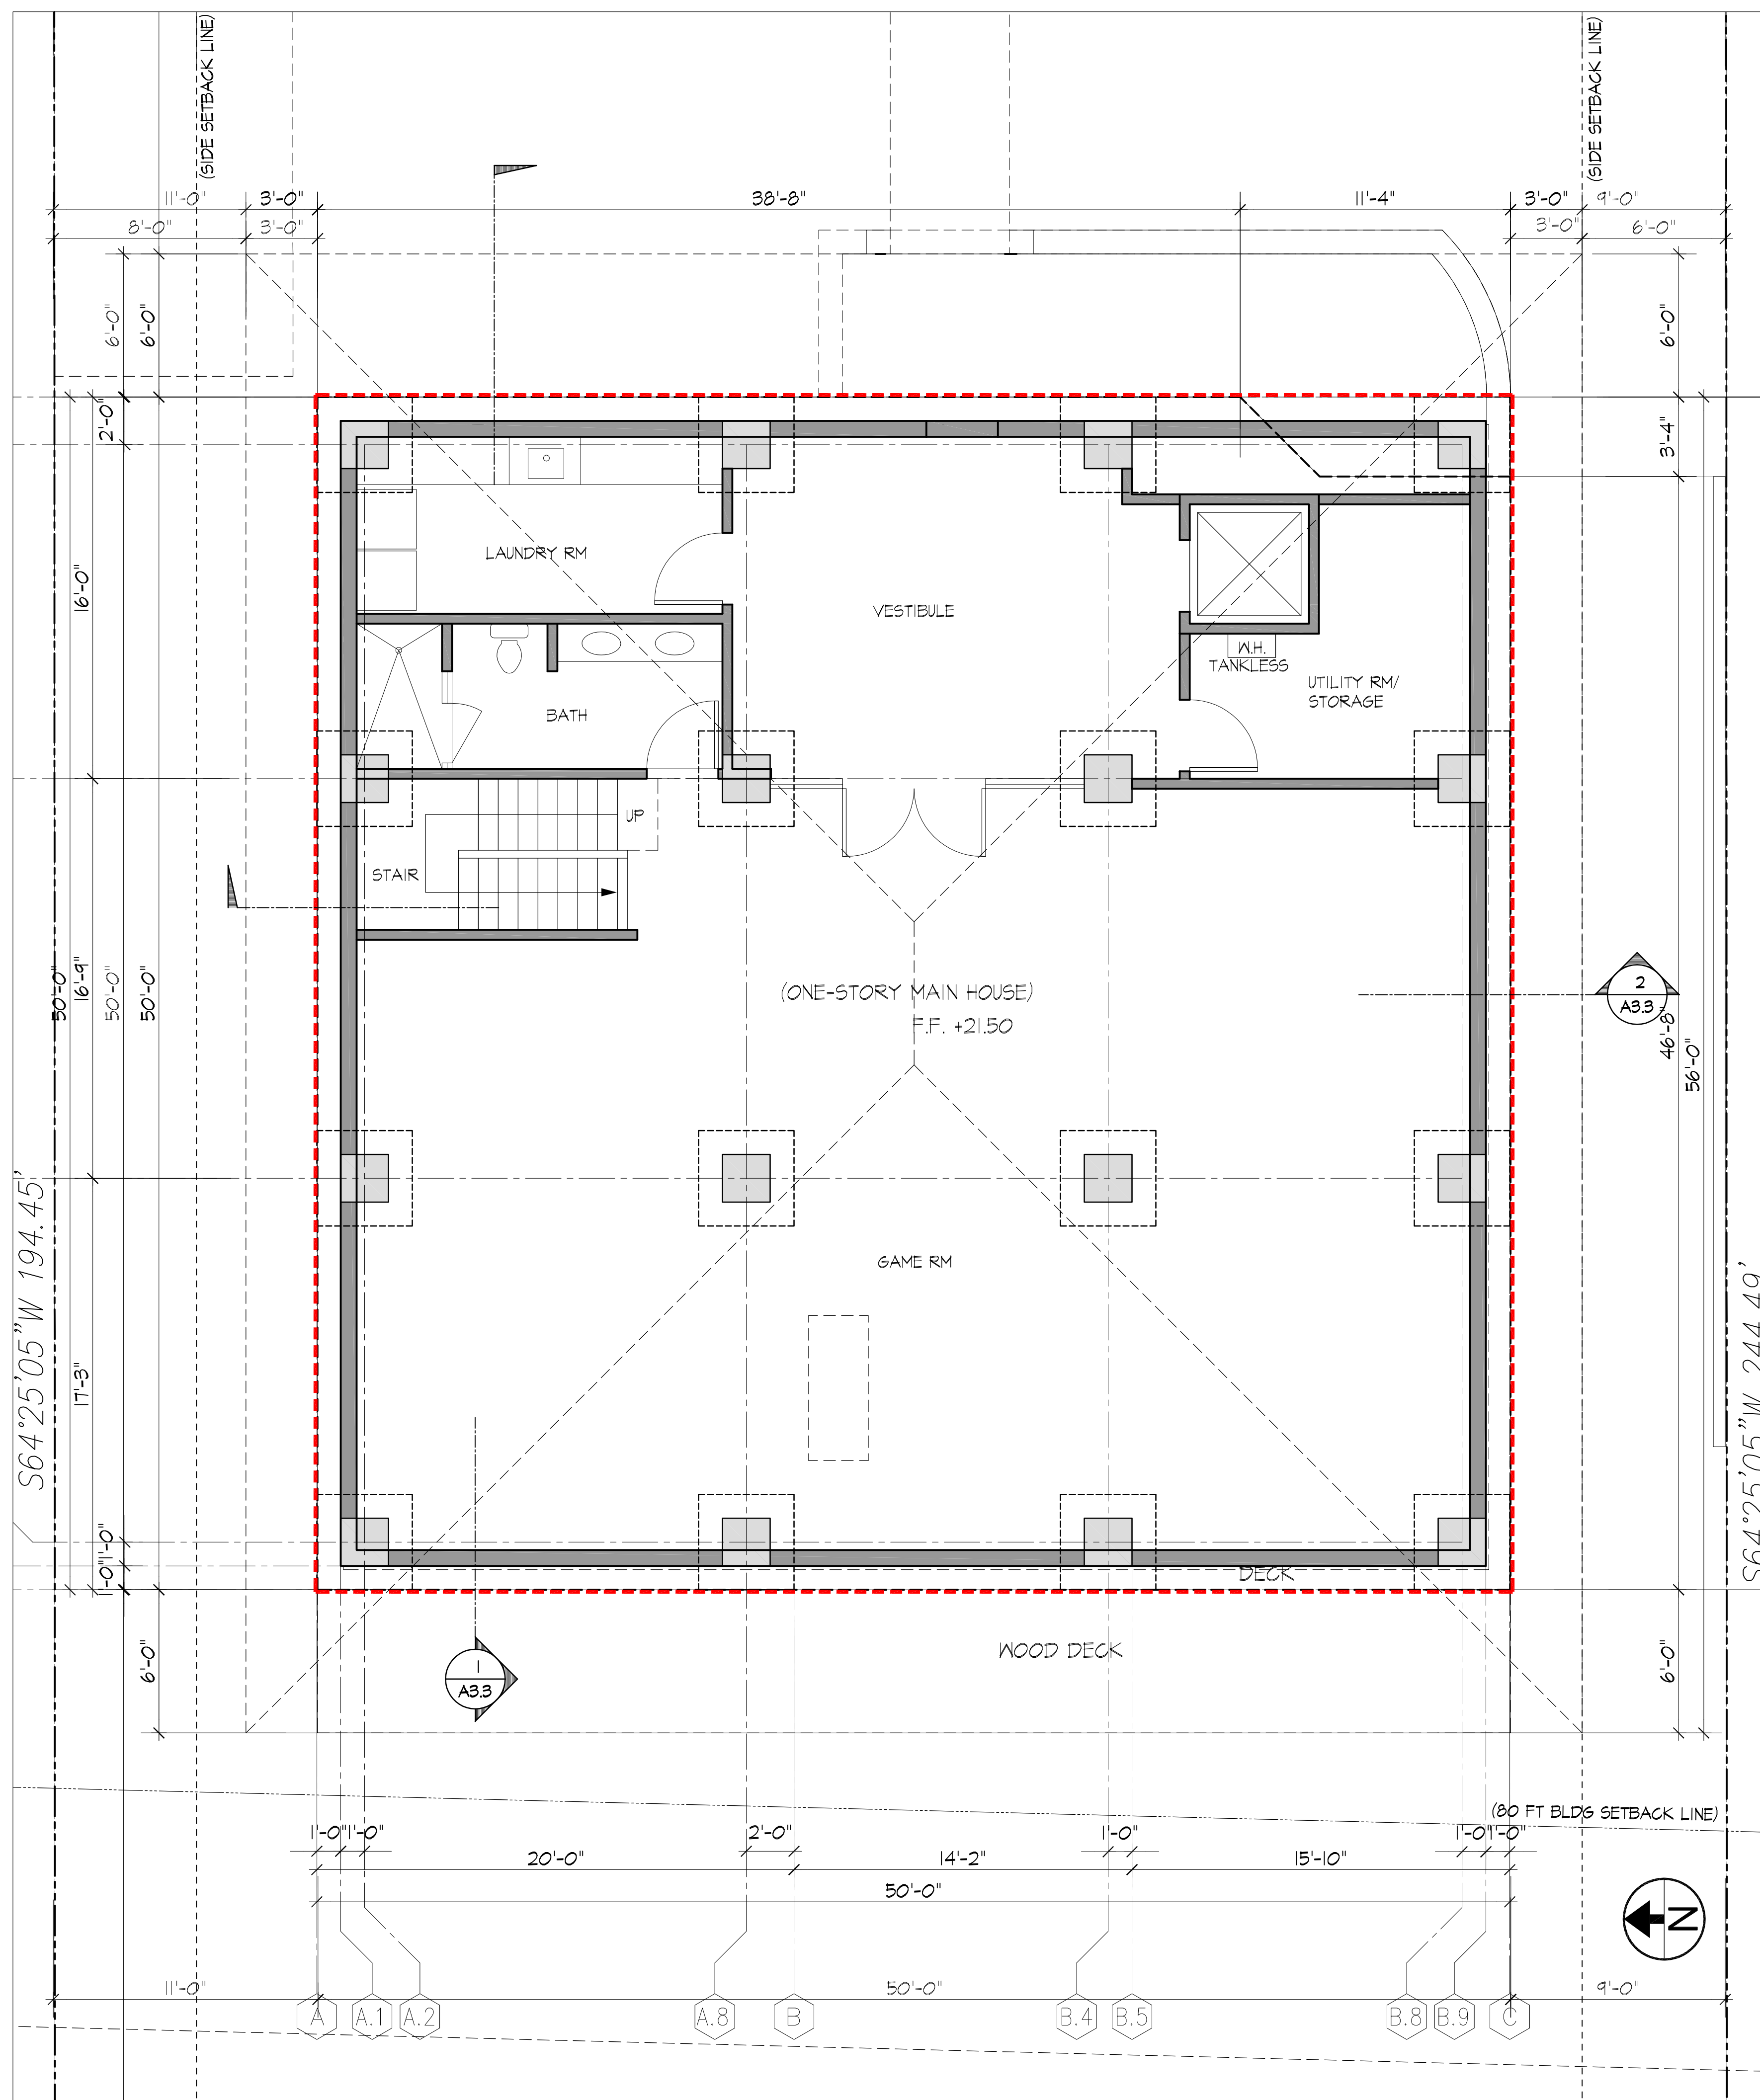 (SIDE SETBACK LINE)
(SIDE SETBACK LINE)
11'-0"
3'-0"
38'-8"
11'-4"
3'-0"
9'-0"
8'-0"
3'-0"
3'-0"
6'-0"
6'-0"
6'-0"
6'-0"
2'-0"
3'-4"
LAUNDRY RM
16'-0"
VESTIBULE
W.H.
TANKLESS
UTILITY RM/
STORAGE
BATH
UP
STAIR
50'-0"
16'-9"
50'-0"
50'-0"
(ONE-STORY MAIN HOUSE)
F.F. +21.50
2
A3.3
46'-8"
56'-0"
S64°25'05"W 194.45'
GAME RM
S64°25'05"W 244.49'
17'-3"
1'-0"
1'-0"
DECK
6'-0"
WOOD DECK
6'-0"
1
A3.3
(80 FT BLDG SETBACK LINE)
1'-0"
1'-0"
2'-0"
1'-0"
1'-0"
1'-0"
20'-0"
14'-2"
15'-10"
50'-0"
N
11'-0"
50'-0"
9'-0"
A
A.1
A.2
A.8
B
B.4
B.5
B.8
B.9
C